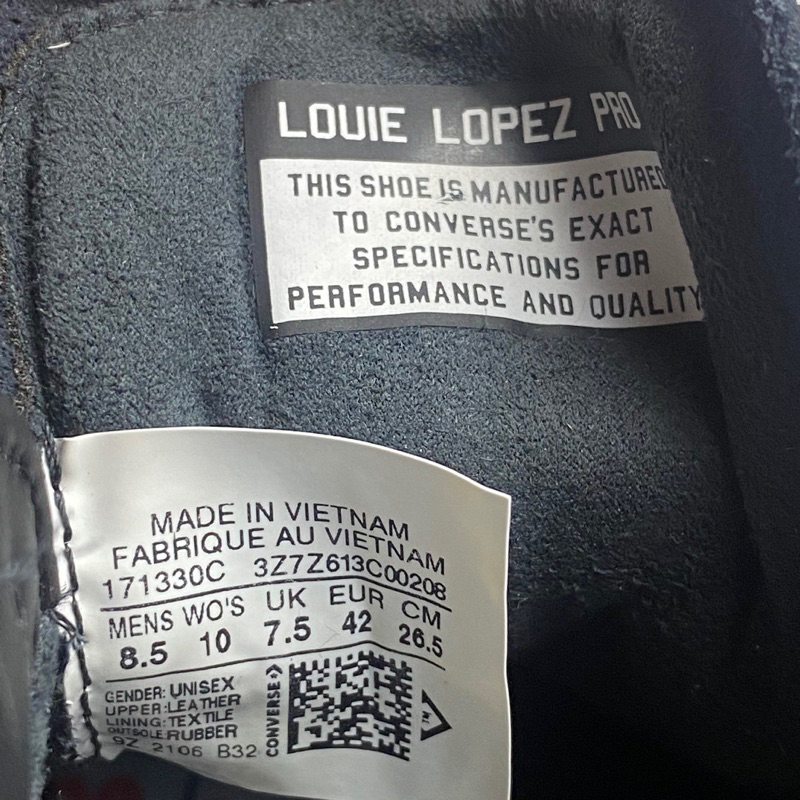 LOUIE LOPEZ PRO
THIS SHOE IS MANUFACTURED
TO CONVERSE'S EXACT
SPECIFICATIONS FOR
PERFORMANCE AND QUALITY
MADE IN VIETNAM
FABRIQUE AU VIETNAM
171330C 3Z7Z613C00208
MENS WO'S UK EUR CM
8.5 10 7.5 42 26.5
GENDER: UNISEX
UPPER: LEATHER
LINING: TEXTILE
OUTSOLE: RUBBER
9Z 2106 B32
CONVERSE
TM